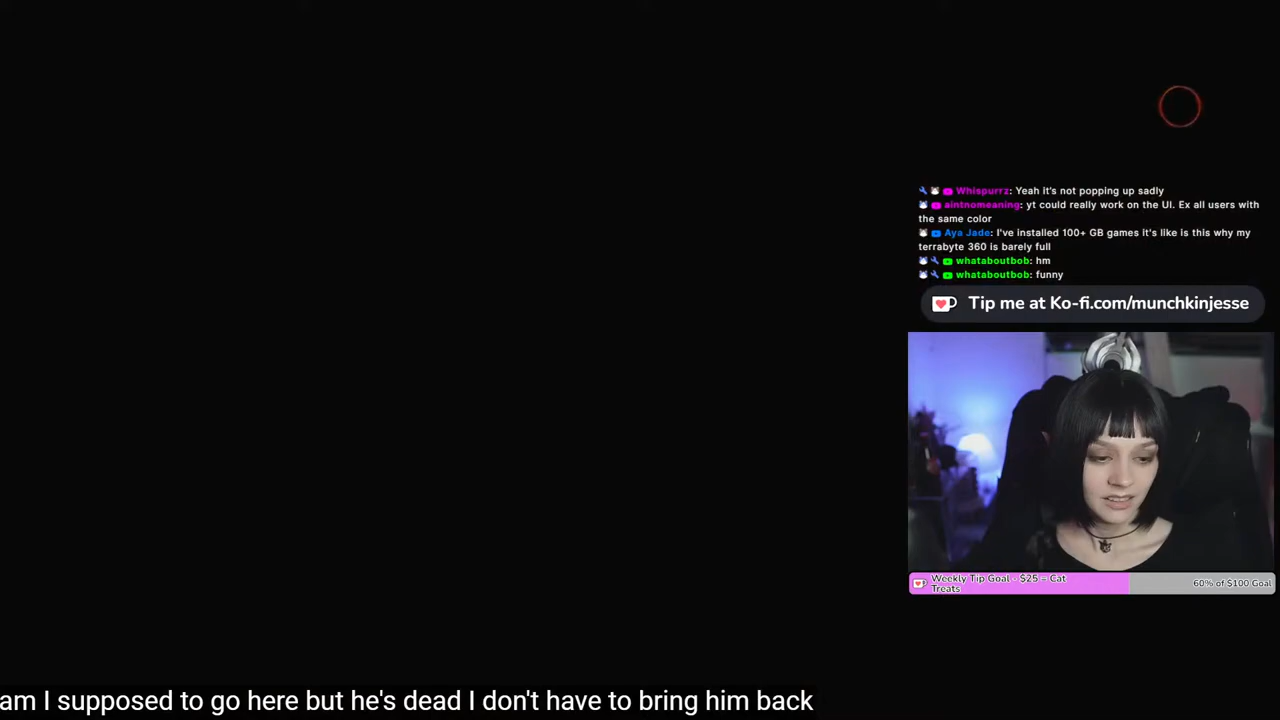 Whispurrz: Yeah it's not popping up sadly
aintnomeaning: yt could really work on the UI. Ex all users with
the same color
Aya Jade: I've installed 100+ GB games it's like is this why my
terrabyte 360 is barely full
whataboutbob: hm
whataboutbob: funny
Tip me at Ko-fi.com/munchkinjesse
Weekly Tip Goal - $25 = Cat
Treats
60% of $100 Goal
am I supposed to go here but he's dead I don't have to bring him back